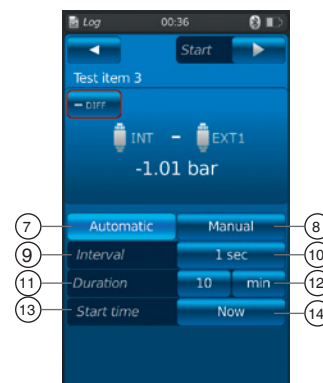 Log 00:36
Start
Test item 3
DIFF
INT - EXT1
-1.01 bar
7 Automatic Manual 8
9 Interval 1 sec 10
11 Duration 10 min 12
13 Start time Now 14